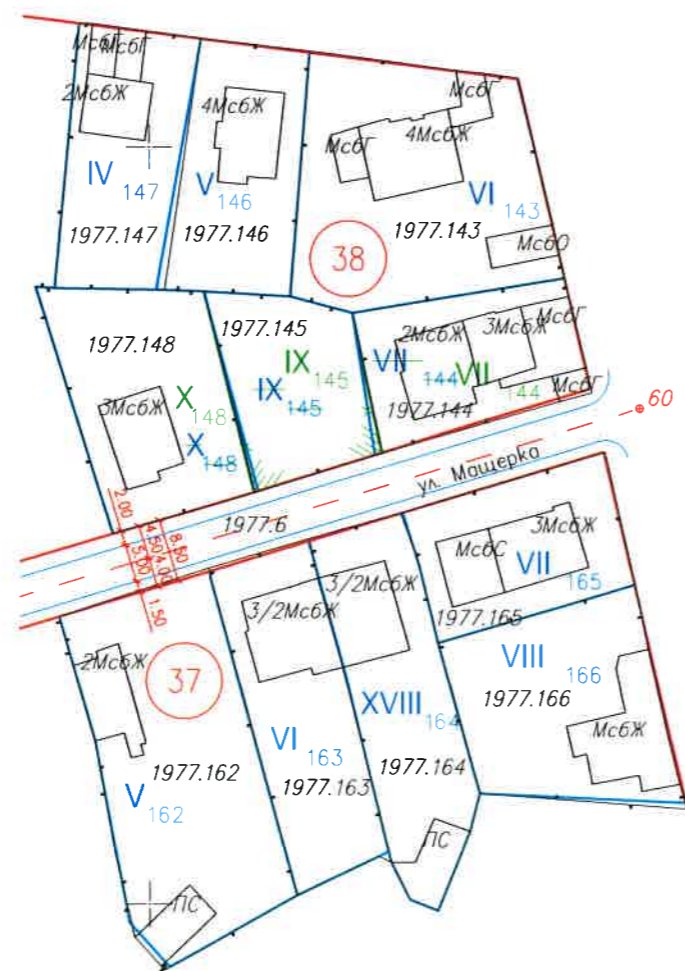 МсбГ
МсбГ
2МсбЖ
4МсбЖ
МсбГ
МсбГ
4МсбЖ
IV 147
V 146
VI 143
1977.147
1977.146
1977.143
МсбО
38
1977.148
1977.145
2МсбЖ
3МсбЖ
МсбГ
IX 145
IX 145
VII 144
VII 144
МсбГ
1977.144
3МсбЖ
X 148
X 148
60
ул. Мащерка
1977.6
2.00
4.50
8.50
5.00
4.00
1.50
МсбС
3МсбЖ
VII 165
1977.165
3/2МсбЖ
3/2МсбЖ
2МсбЖ
37
VIII 166
1977.166
XVIII 164
МсбЖ
VI 163
1977.162
1977.163
1977.164
V 162
ПС
ПС